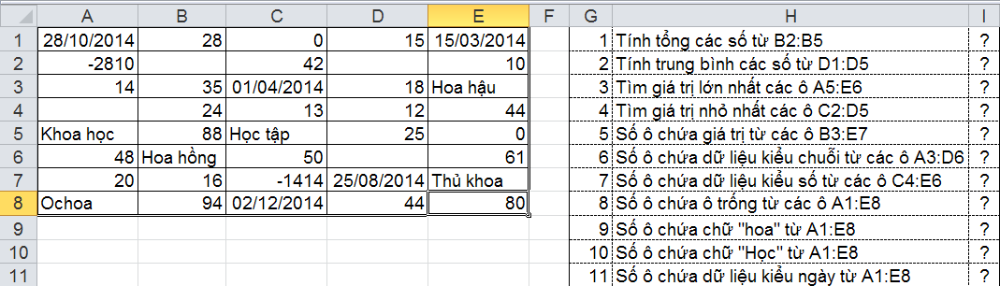 A B C D E F G H I
1 28/10/2014 28 0 15 15/03/2014 1 Tính tổng các số từ B2:B5 ?
2 -2810 42 10 2 Tính trung bình các số từ D1:D5 ?
3 14 35 01/04/2014 18 Hoa hậu 3 Tìm giá trị lớn nhất các ô A5:E6 ?
4 24 13 12 44 4 Tìm giá trị nhỏ nhất các ô C2:D5 ?
5 Khoa học 88 Học tập 25 0 5 Số ô chứa giá trị từ các ô B3:E7 ?
6 48 Hoa hồng 50 61 6 Số ô chứa dữ liệu kiểu chuỗi từ các ô A3:D6 ?
7 20 16 -1414 25/08/2014 Thủ khoa 7 Số ô chứa dữ liệu kiểu số từ các ô C4:E6 ?
8 Ochoa 94 02/12/2014 44 80 8 Số ô chứa ô trống từ các ô A1:E8 ?
9 9 Số ô chứa chữ "hoa" từ A1:E8 ?
10 10 Số ô chứa chữ "Học" từ A1:E8 ?
11 11 Số ô chứa dữ liệu kiểu ngày từ A1:E8 ?